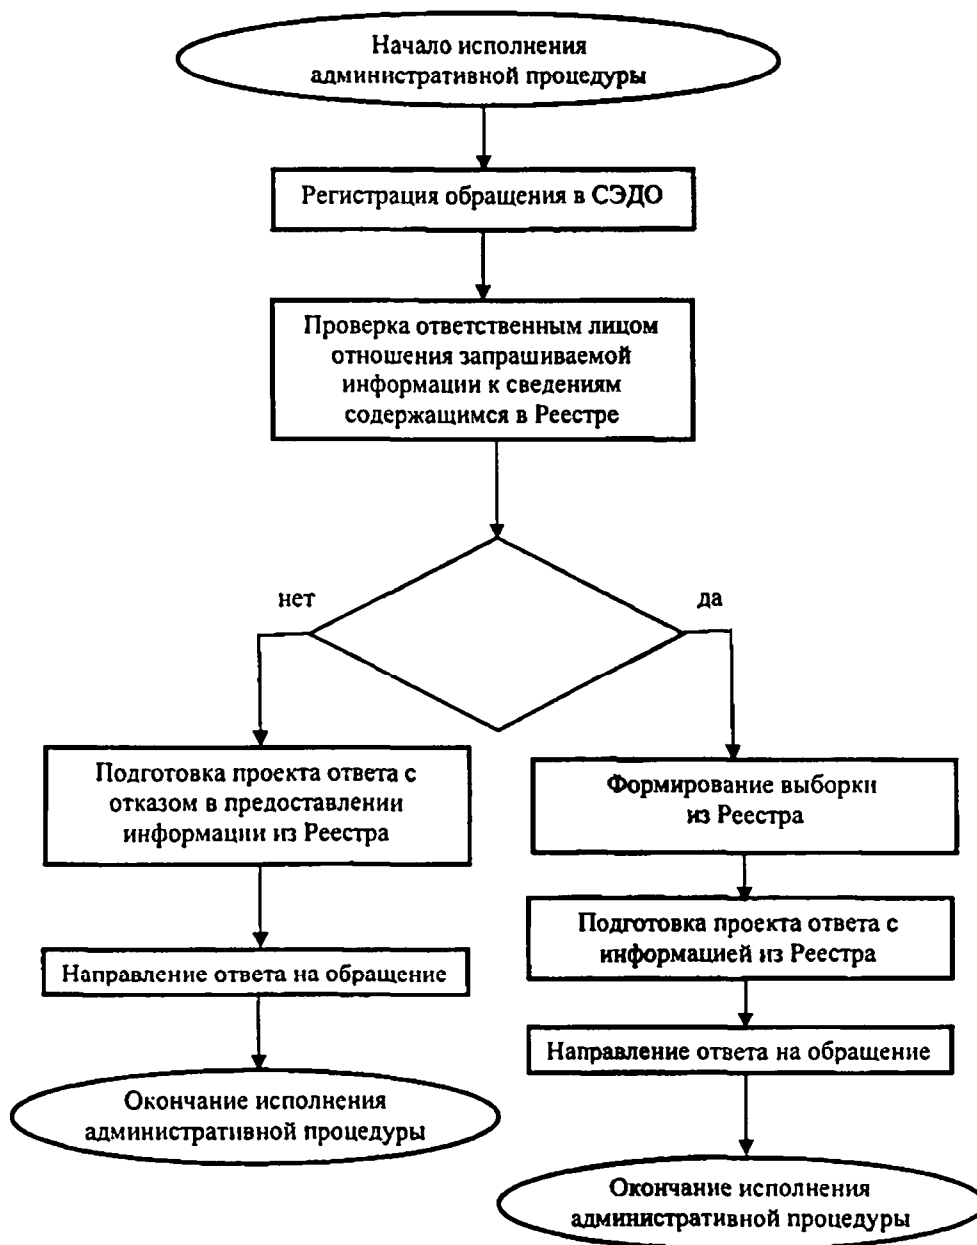 Начало исполнения
административной процедуры
Регистрация обращения в СЭДО
Проверка ответственным лицом
отношения запрашиваемой
информации к сведениям
содержащимся в Реестре
нет
да
Подготовка проекта ответа с
отказом в предоставлении
информации из Реестра
Направление ответа на обращение
Окончание исполнения
административной процедуры
Формирование выборки
из Реестра
Подготовка проекта ответа с
информацией из Реестра
Направление ответа на обращение
Окончание исполнения
административной процедуры